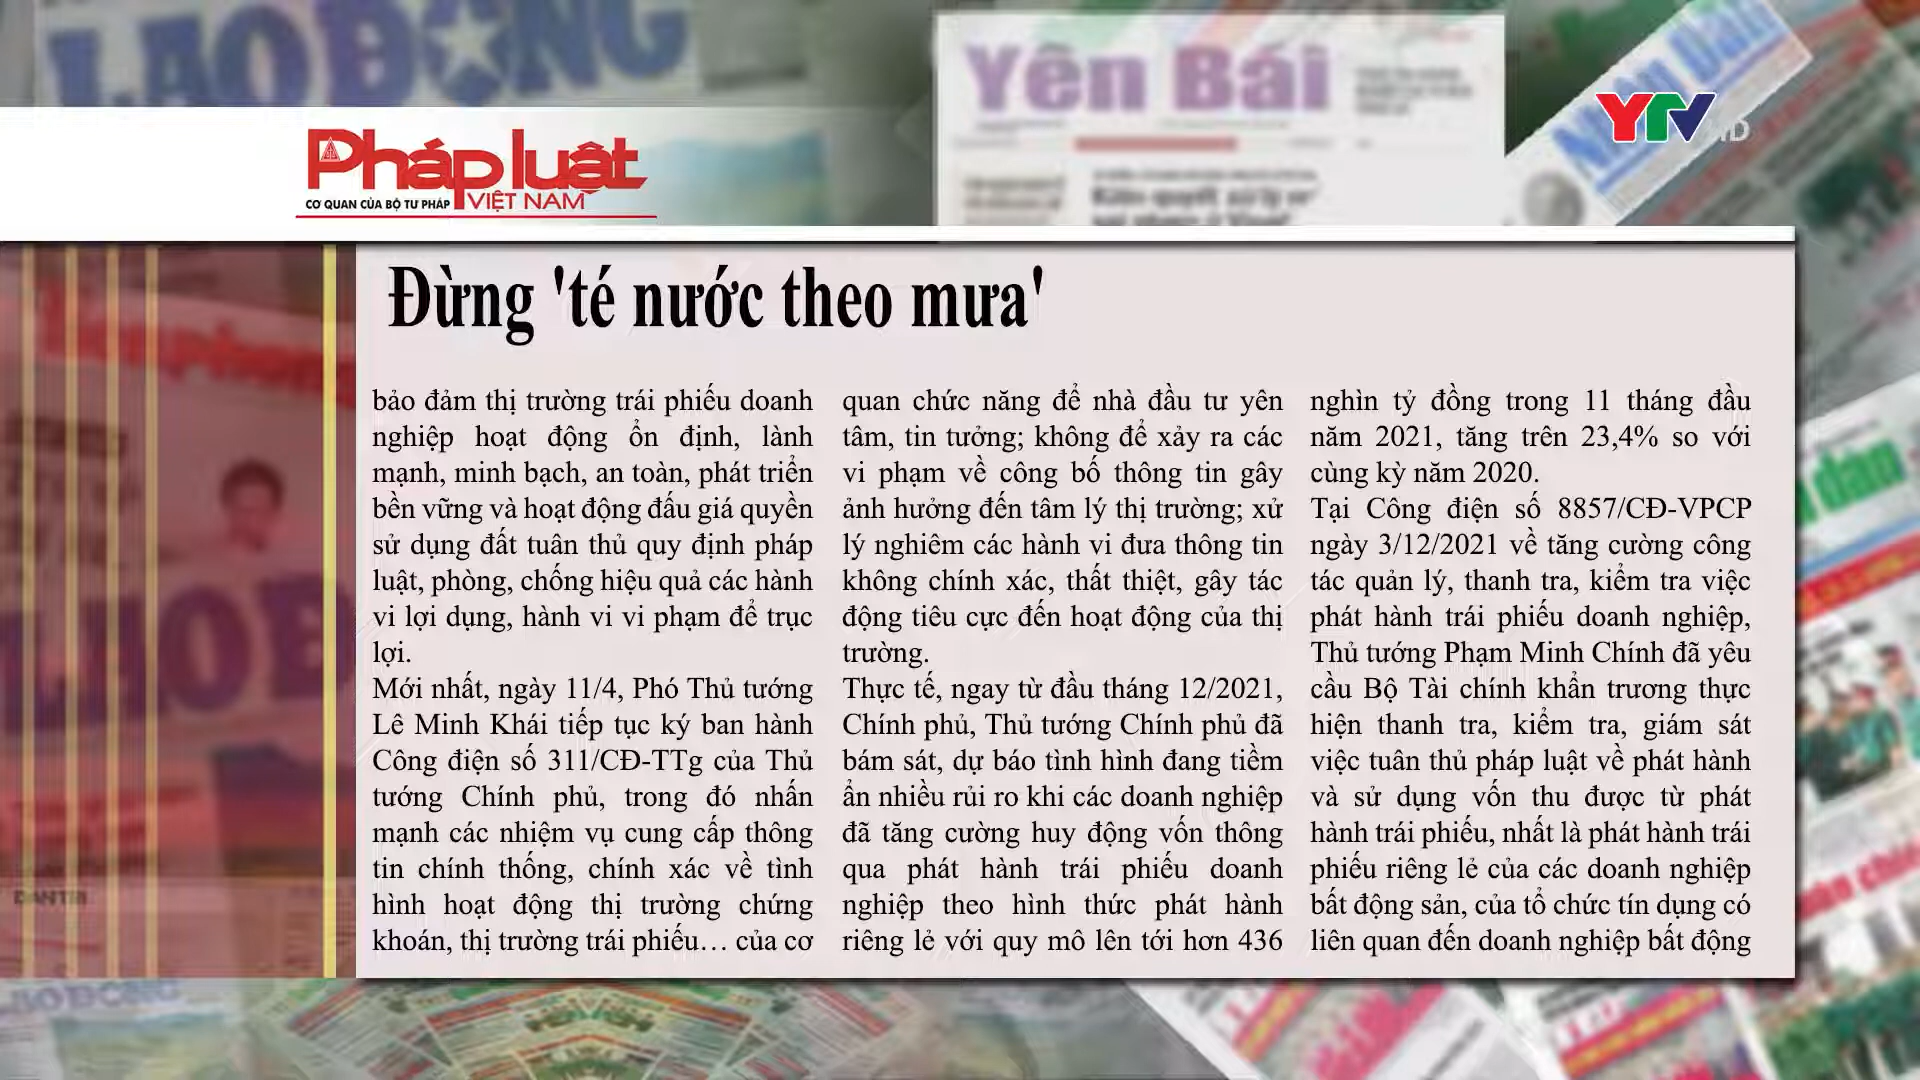 LAO ĐỘNG
Yên Bái
Nhân Dân
YTV HD
Pháp luật
VIỆT NAM
CƠ QUAN CỦA BỘ TƯ PHÁP
Đừng 'té nước theo mưa'
bảo đảm thị trường trái phiếu doanh
nghiệp hoạt động ổn định, lành
mạnh, minh bạch, an toàn, phát triển
bền vững và hoạt động đấu giá quyền
sử dụng đất tuân thủ quy định pháp
luật, phòng, chống hiệu quả các hành
vi lợi dụng, hành vi vi phạm để trục
lợi.
Mới nhất, ngày 11/4, Phó Thủ tướng
Lê Minh Khái tiếp tục ký ban hành
Công điện số 311/CĐ-TTg của Thủ
tướng Chính phủ, trong đó nhấn
mạnh các nhiệm vụ cung cấp thông
tin chính thống, chính xác về tình
hình hoạt động thị trường chứng
khoán, thị trường trái phiếu… của cơ
quan chức năng để nhà đầu tư yên
tâm, tin tưởng; không để xảy ra các
vi phạm về công bố thông tin gây
ảnh hưởng đến tâm lý thị trường; xử
lý nghiêm các hành vi đưa thông tin
không chính xác, thất thiệt, gây tác
động tiêu cực đến hoạt động của thị
trường.
Thực tế, ngay từ đầu tháng 12/2021,
Chính phủ, Thủ tướng Chính phủ đã
bám sát, dự báo tình hình đang tiềm
ẩn nhiều rủi ro khi các doanh nghiệp
đã tăng cường huy động vốn thông
qua phát hành trái phiếu doanh
nghiệp theo hình thức phát hành
riêng lẻ với quy mô lên tới hơn 436
nghìn tỷ đồng trong 11 tháng đầu
năm 2021, tăng trên 23,4% so với
cùng kỳ năm 2020.
Tại Công điện số 8857/CĐ-VPCP
ngày 3/12/2021 về tăng cường công
tác quản lý, thanh tra, kiểm tra việc
phát hành trái phiếu doanh nghiệp,
Thủ tướng Phạm Minh Chính đã yêu
cầu Bộ Tài chính khẩn trương thực
hiện thanh tra, kiểm tra, giám sát
việc tuân thủ pháp luật về phát hành
và sử dụng vốn thu được từ phát
hành trái phiếu, nhất là phát hành trái
phiếu riêng lẻ của các doanh nghiệp
bất động sản, của tổ chức tín dụng có
liên quan đến doanh nghiệp bất động